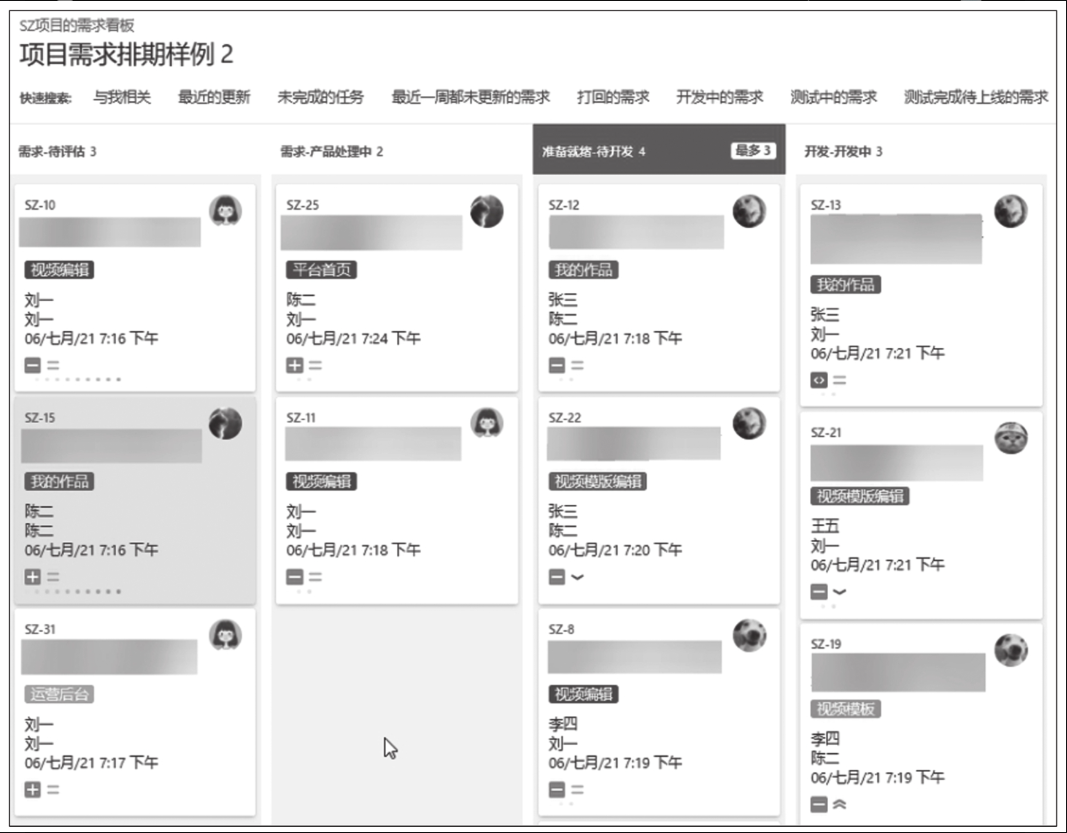 SZ项目的需求看板
项目需求排期样例 2
快速搜索: 与我相关 最近的更新 未完成的任务 最近一周都未更新的需求 打回的需求 开发中的需求 测试中的需求 测试完成待上线的需求
需求-待评估 3
SZ-10
视频编辑
刘一
刘一
06/七月/21 7:16 下午
SZ-15
我的作品
陈二
陈二
06/七月/21 7:16 下午
SZ-31
运营后台
刘一
刘一
06/七月/21 7:17 下午
需求-产品处理中 2
SZ-25
平台首页
陈二
刘一
06/七月/21 7:24 下午
SZ-11
视频编辑
刘一
刘一
06/七月/21 7:18 下午
准备就绪-待开发 4 最多 3
SZ-12
我的作品
张三
陈二
06/七月/21 7:18 下午
SZ-22
视频模版编辑
张三
陈二
06/七月/21 7:20 下午
SZ-8
视频编辑
李四
刘一
06/七月/21 7:19 下午
开发-开发中 3
SZ-13
我的作品
张三
刘一
06/七月/21 7:21 下午
SZ-21
视频模版编辑
王五
刘一
06/七月/21 7:21 下午
SZ-19
视频模板
李四
陈二
06/七月/21 7:19 下午